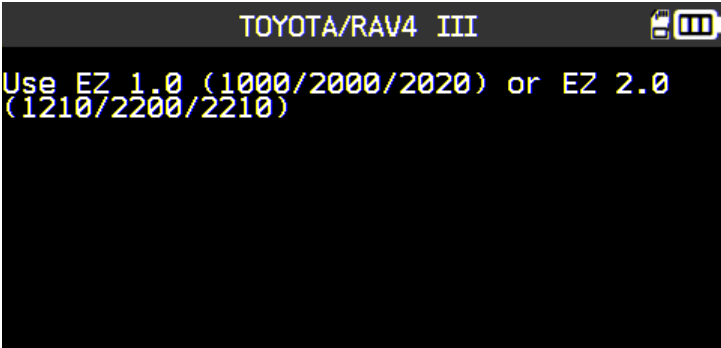 TOYOTA/RAV4 III
Use EZ 1.0 (1000/2000/2020) or EZ 2.0
(1210/2200/2210)